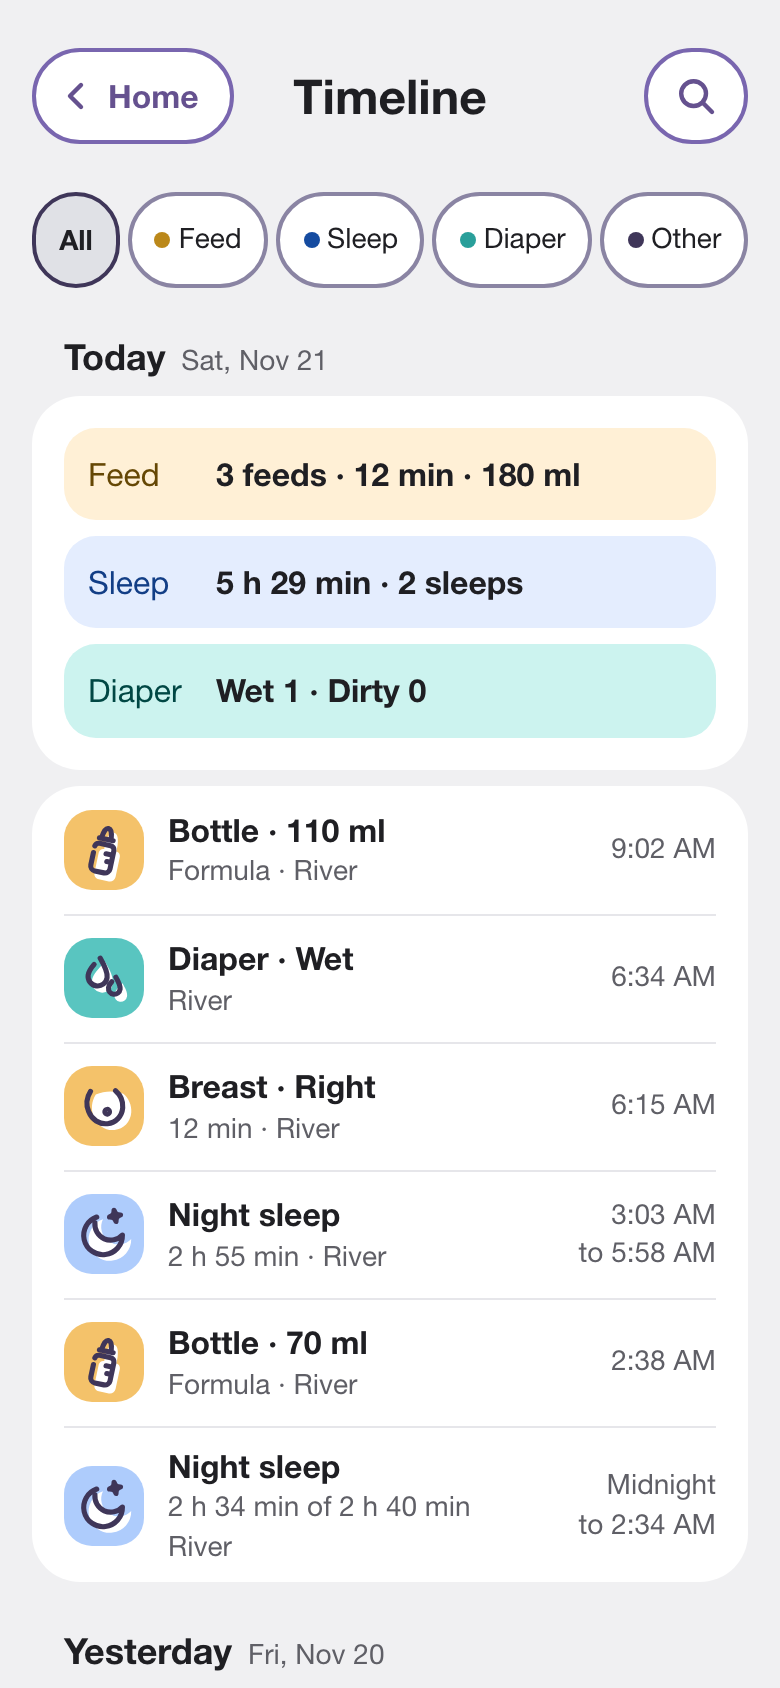 Home
Timeline
All
Feed
Sleep
Diaper
Other
Today Sat, Nov 21
Feed 3 feeds · 12 min · 180 ml
Sleep 5 h 29 min · 2 sleeps
Diaper Wet 1 · Dirty 0
Bottle · 110 ml
Formula · River
9:02 AM
Diaper · Wet
River
6:34 AM
Breast · Right
12 min · River
6:15 AM
Night sleep
2 h 55 min · River
3:03 AM
to 5:58 AM
Bottle · 70 ml
Formula · River
2:38 AM
Night sleep
2 h 34 min of 2 h 40 min
River
Midnight
to 2:34 AM
Yesterday Fri, Nov 20